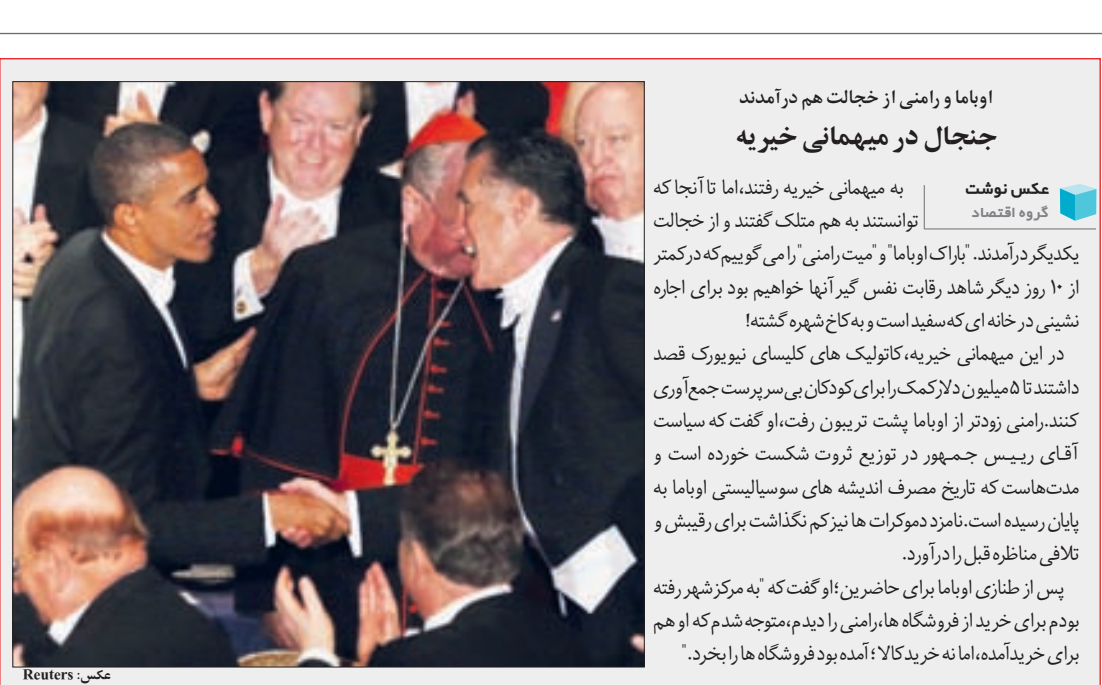 اوباما و رامنی از خجالت هم درآمدند
جنجال در میهمانی خیریه
عکس نوشت
گروه اقتصاد
به میهمانی خیریه رفتند،اما تا آنجا که
توانستند به هم متلک گفتند و از خجالت
یکدیگر درآمدند. "باراک اوباما" و "میت رامنی" را می گوییم که در کمتر
از ۱۰ روز دیگر شاهد رقابت نفس گیر آنها خواهیم بود برای اجاره
نشینی در خانه ای که سفید است و به کاخ شهره گشته!
در این میهمانی خیریه،کاتولیک های کلیسای نیویورک قصد
داشتند تا ۵ میلیون دلار کمک را برای کودکان بی سرپرست جمع آوری
کنند.رامنی زودتر از اوباما پشت تریبون رفت،او گفت که سیاست
آقای رییس جمهور در توزیع ثروت شکست خورده است و
مدت‌هاست که تاریخ مصرف اندیشه های سوسیالیستی اوباما به
پایان رسیده است.نامزد دموکرات ها نیز کم نگذاشت برای رقیبش و
تلافی مناظره قبل را درآورد.
پس از طنازی اوباما برای حاضرین؛او گفت که "به مرکز شهر رفته
بودم برای خرید از فروشگاه ها،رامنی را دیدم،متوجه شدم که او هم
برای خرید آمده،اما نه خرید کالا؛ آمده بود فروشگاه ها را بخرد."
عکس: Reuters